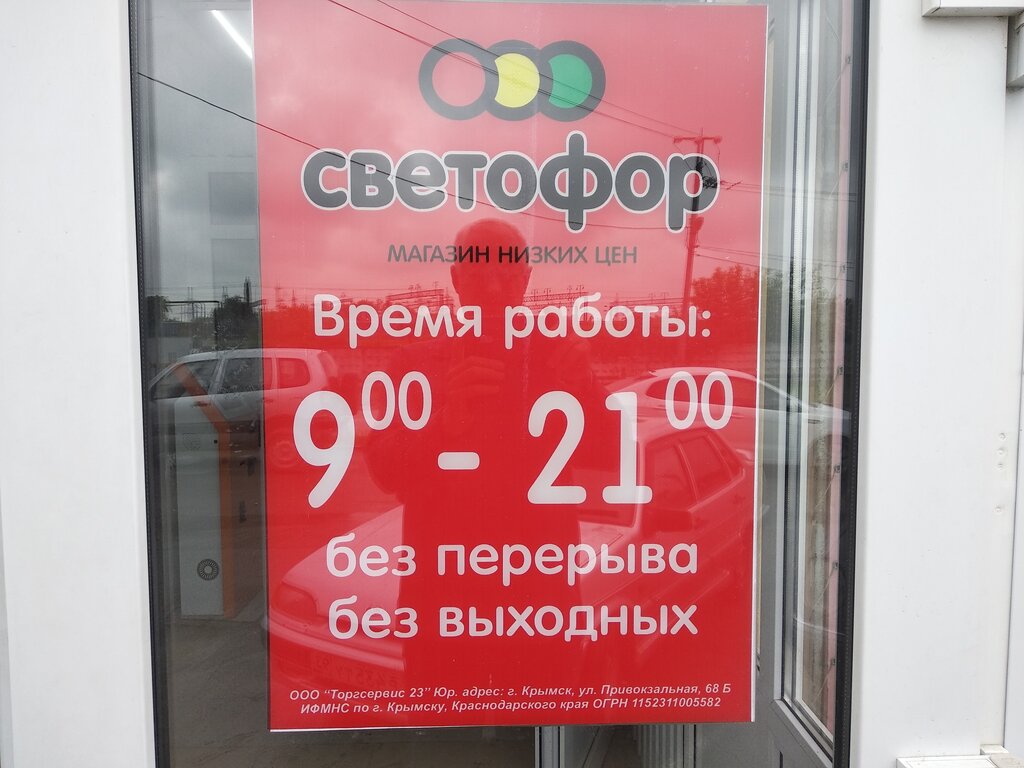 светофор
МАГАЗИН НИЗКИХ ЦЕН
Время работы:
9⁰⁰ - 21⁰⁰
без перерыва
без выходных
ООО "Торгсервис 23" Юр. адрес: г. Крымск, ул. Привокзальная, 68 Б
ИФМНС по г. Крымску, Краснодарского края ОГРН 1152311005582